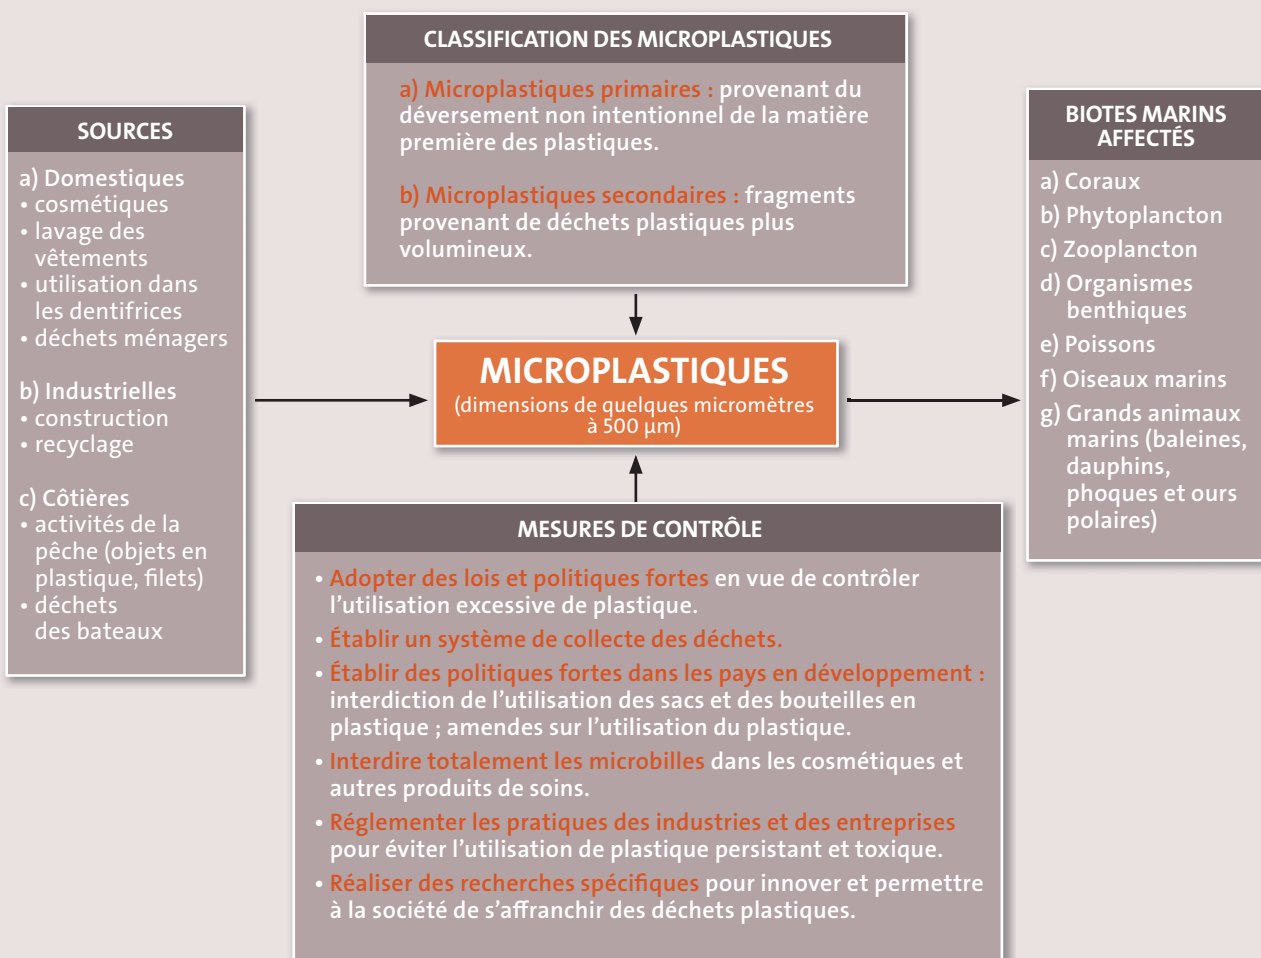 CLASSIFICATION DES MICROPLASTIQUES
a) Microplastiques primaires : provenant du
déversement non intentionnel de la matière
première des plastiques.
b) Microplastiques secondaires : fragments
provenant de déchets plastiques plus
volumineux.
SOURCES
a) Domestiques
• cosmétiques
• lavage des
vêtements
• utilisation dans
les dentifrices
• déchets ménagers
b) Industrielles
• construction
• recyclage
c) Côtières
• activités de la
pêche (objets en
plastique, filets)
• déchets
des bateaux
MICROPLASTIQUES
(dimensions de quelques micromètres
à 500 µm)
BIOTES MARINS
AFFECTÉS
a) Coraux
b) Phytoplancton
c) Zooplancton
d) Organismes
benthiques
e) Poissons
f) Oiseaux marins
g) Grands animaux
marins (baleines,
dauphins,
phoques et ours
polaires)
MESURES DE CONTRÔLE
• Adopter des lois et politiques fortes en vue de contrôler
l’utilisation excessive de plastique.
• Établir un système de collecte des déchets.
• Établir des politiques fortes dans les pays en développement :
interdiction de l’utilisation des sacs et des bouteilles en
plastique ; amendes sur l’utilisation du plastique.
• Interdire totalement les microbilles dans les cosmétiques et
autres produits de soins.
• Réglementer les pratiques des industries et des entreprises
pour éviter l’utilisation de plastique persistant et toxique.
• Réaliser des recherches spécifiques pour innover et permettre
à la société de s’affranchir des déchets plastiques.